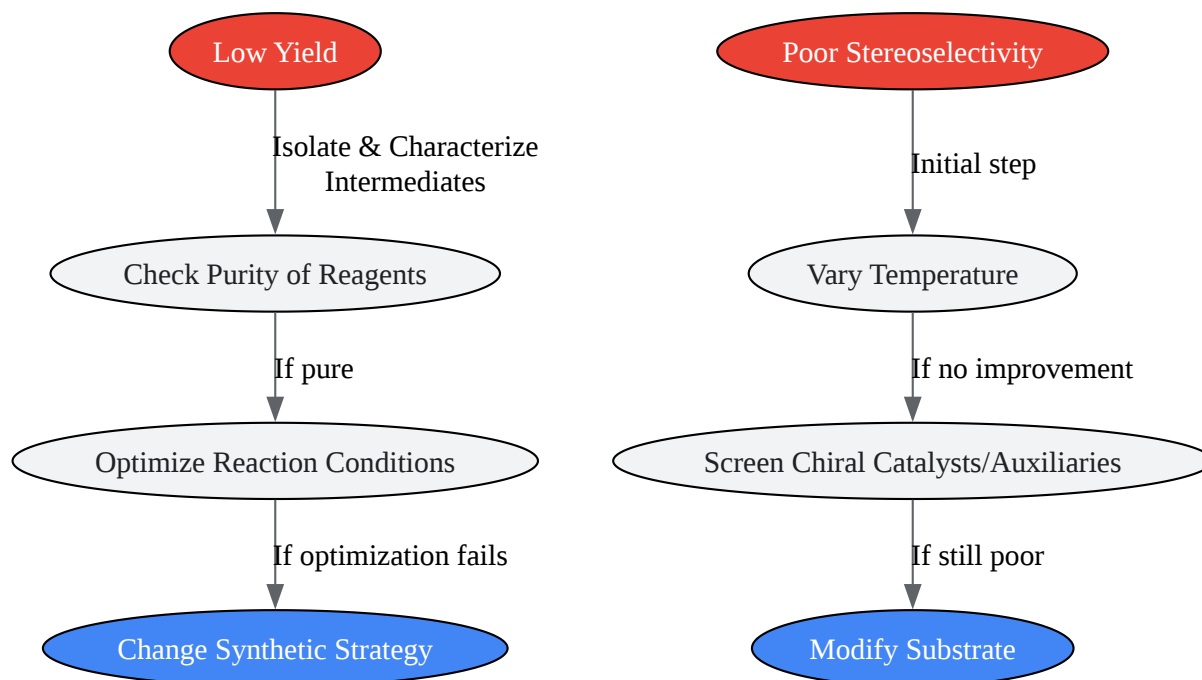 Low Yield
Isolate & Characterize
Intermediates
Check Purity of Reagents
If pure
Optimize Reaction Conditions
If optimization fails
Change Synthetic Strategy
Poor Stereoselectivity
Initial step
Vary Temperature
If no improvement
Screen Chiral Catalysts/Auxiliaries
If still poor
Modify Substrate